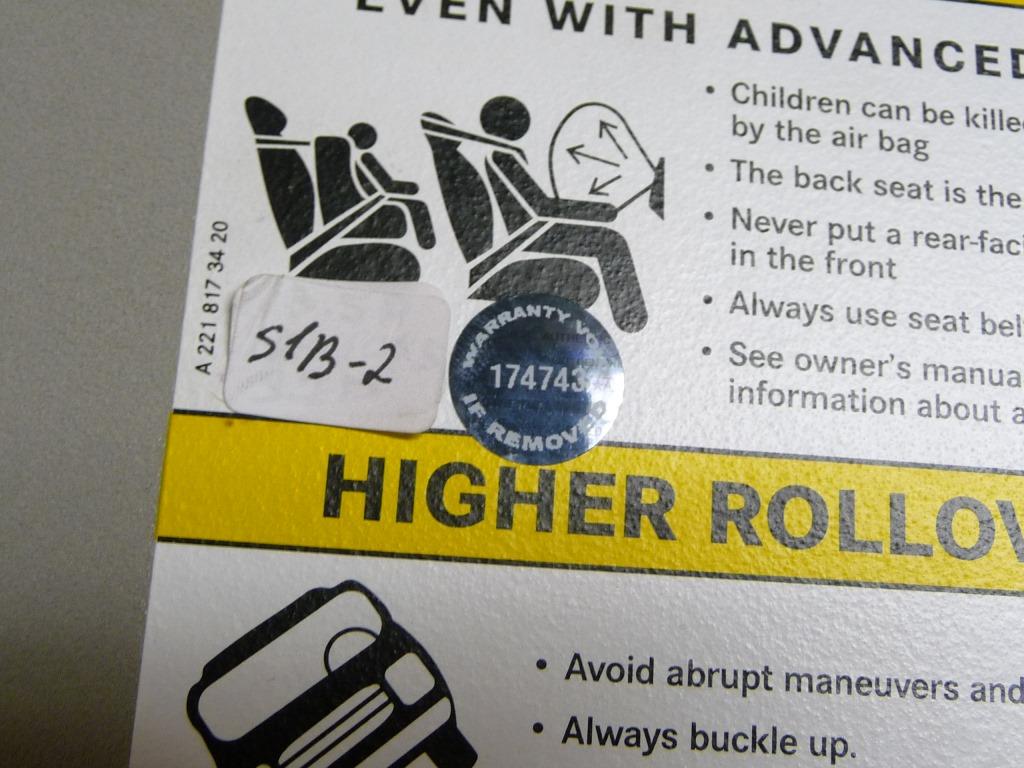 EVEN WITH ADVANCED
• Children can be kille
by the air bag
• The back seat is the
• Never put a rear-faci
in the front
• Always use seat bel
• See owner's manua
information about a
A 221 817 34 20
S1B-2
WARRANTY VO
174743
IF REMOVED
HIGHER ROLLOV
• Avoid abrupt maneuvers and
• Always buckle up.